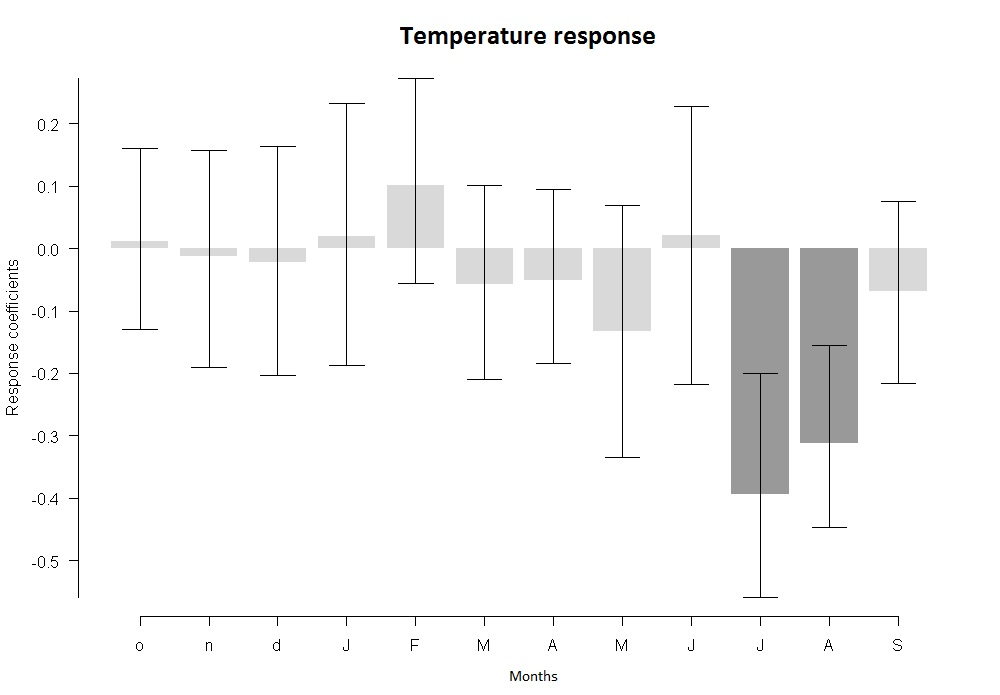 Temperature response
Response coefficients
0.2
0.1
0.0
-0.1
-0.2
-0.3
-0.4
-0.5
o n d J F M A M J J A S
Months